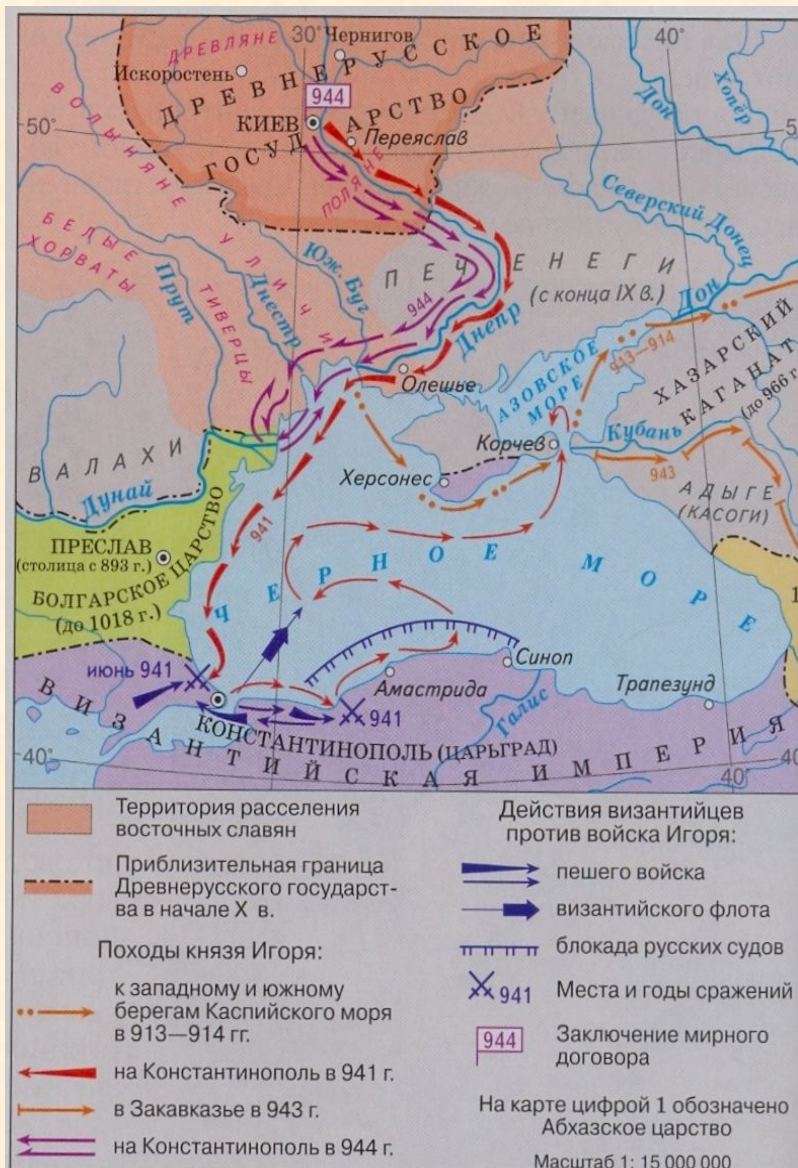 30°
40°
ДРЕВЛЯНЕ
Чернигов
Искоростень
ДРЕВНЕРУССКОЕ
ГОСУДАРСТВО
944
КИЕВ
Переяслав
50°
5
Дон
Хопёр
ВОЛЫНЯНЕ
ПОЛЯНЕ
Северский Донец
БЕЛЫЕ
ХОРВАТЫ
УЛИЧИ
ТИВЕРЦЫ
Прут
Днестр
Юж. Буг
ПЕЧЕНЕГИ
(с конца IX в.)
944
Днепр
Дон
913—914
Олешье
АЗОВСКОЕ
МОРЕ
ХАЗАРСКИЙ
КАГАНАТ
(до 966 г
Корчев
Кубань
943
Херсонес
АДЫГЕ
(КАСОГИ)
ВАЛАХИ
Дунай
941
ПРЕСЛАВ
(столица с 893 г.)
БОЛГАРСКОЕ ЦАРСТВО
(до 1018 г.)
ЧЕРНОЕ МОРЕ
1
июнь 941
Синоп
Амастрида
Трапезунд
941
Галис
КОНСТАНТИНОПОЛЬ (ЦАРЬГРАД)
ВИЗАНТИЙСКАЯ ИМПЕРИЯ
40°
40°
40
Территория расселения
восточных славян
Приблизительная граница
Древнерусского государст-
ва в начале X в.
Походы князя Игоря:
к западному и южному
берегам Каспийского моря
в 913—914 гг.
на Константинополь в 941 г.
в Закавказье в 943 г.
на Константинополь в 944 г.
Действия византийцев
против войска Игоря:
пешего войска
византийского флота
блокада русских судов
941 Места и годы сражений
944 Заключение мирного
договора
На карте цифрой 1 обозначено
Абхазское царство
Масштаб 1: 15 000 000